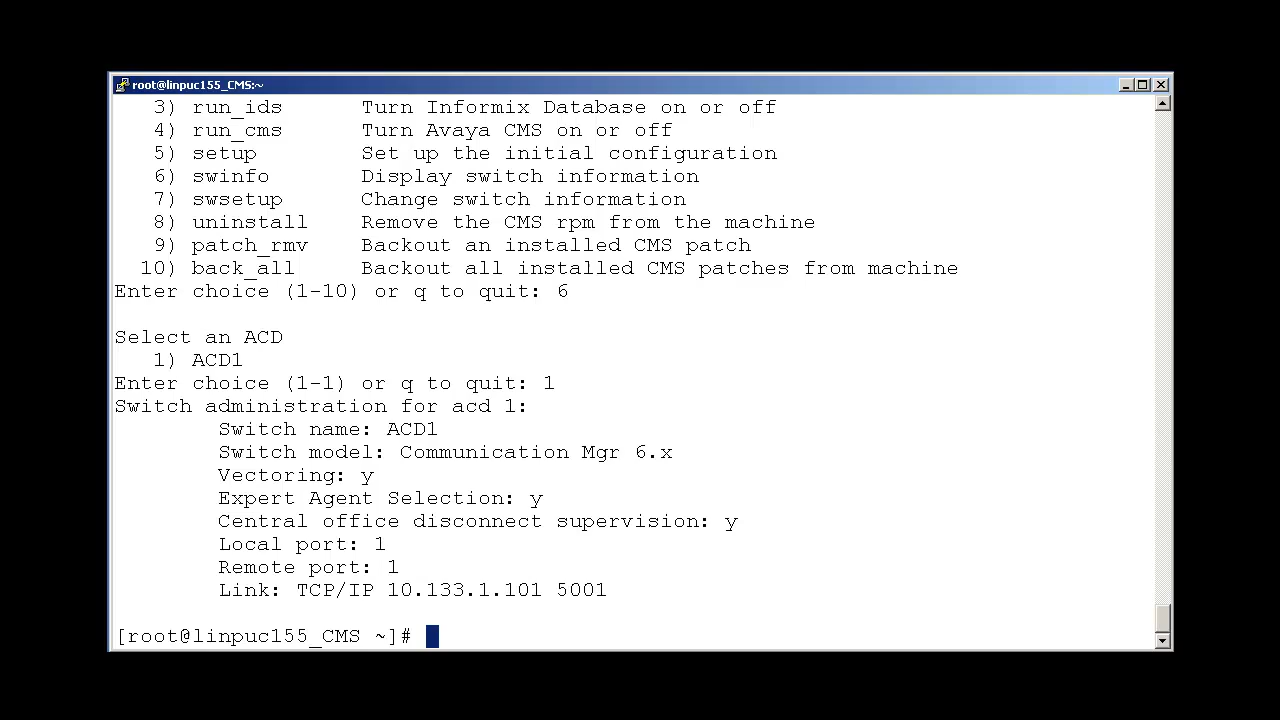 root@linpuc155_CMS:~
3) run_ids Turn Informix Database on or off
4) run_cms Turn Avaya CMS on or off
5) setup Set up the initial configuration
6) swinfo Display switch information
7) swsetup Change switch information
8) uninstall Remove the CMS rpm from the machine
9) patch_rmv Backout an installed CMS patch
10) back_all Backout all installed CMS patches from machine
Enter choice (1-10) or q to quit: 6
Select an ACD
1) ACD1
Enter choice (1-1) or q to quit: 1
Switch administration for acd 1:
Switch name: ACD1
Switch model: Communication Mgr 6.x
Vectoring: y
Expert Agent Selection: y
Central office disconnect supervision: y
Local port: 1
Remote port: 1
Link: TCP/IP 10.133.1.101 5001
[root@linpuc155_CMS ~]#